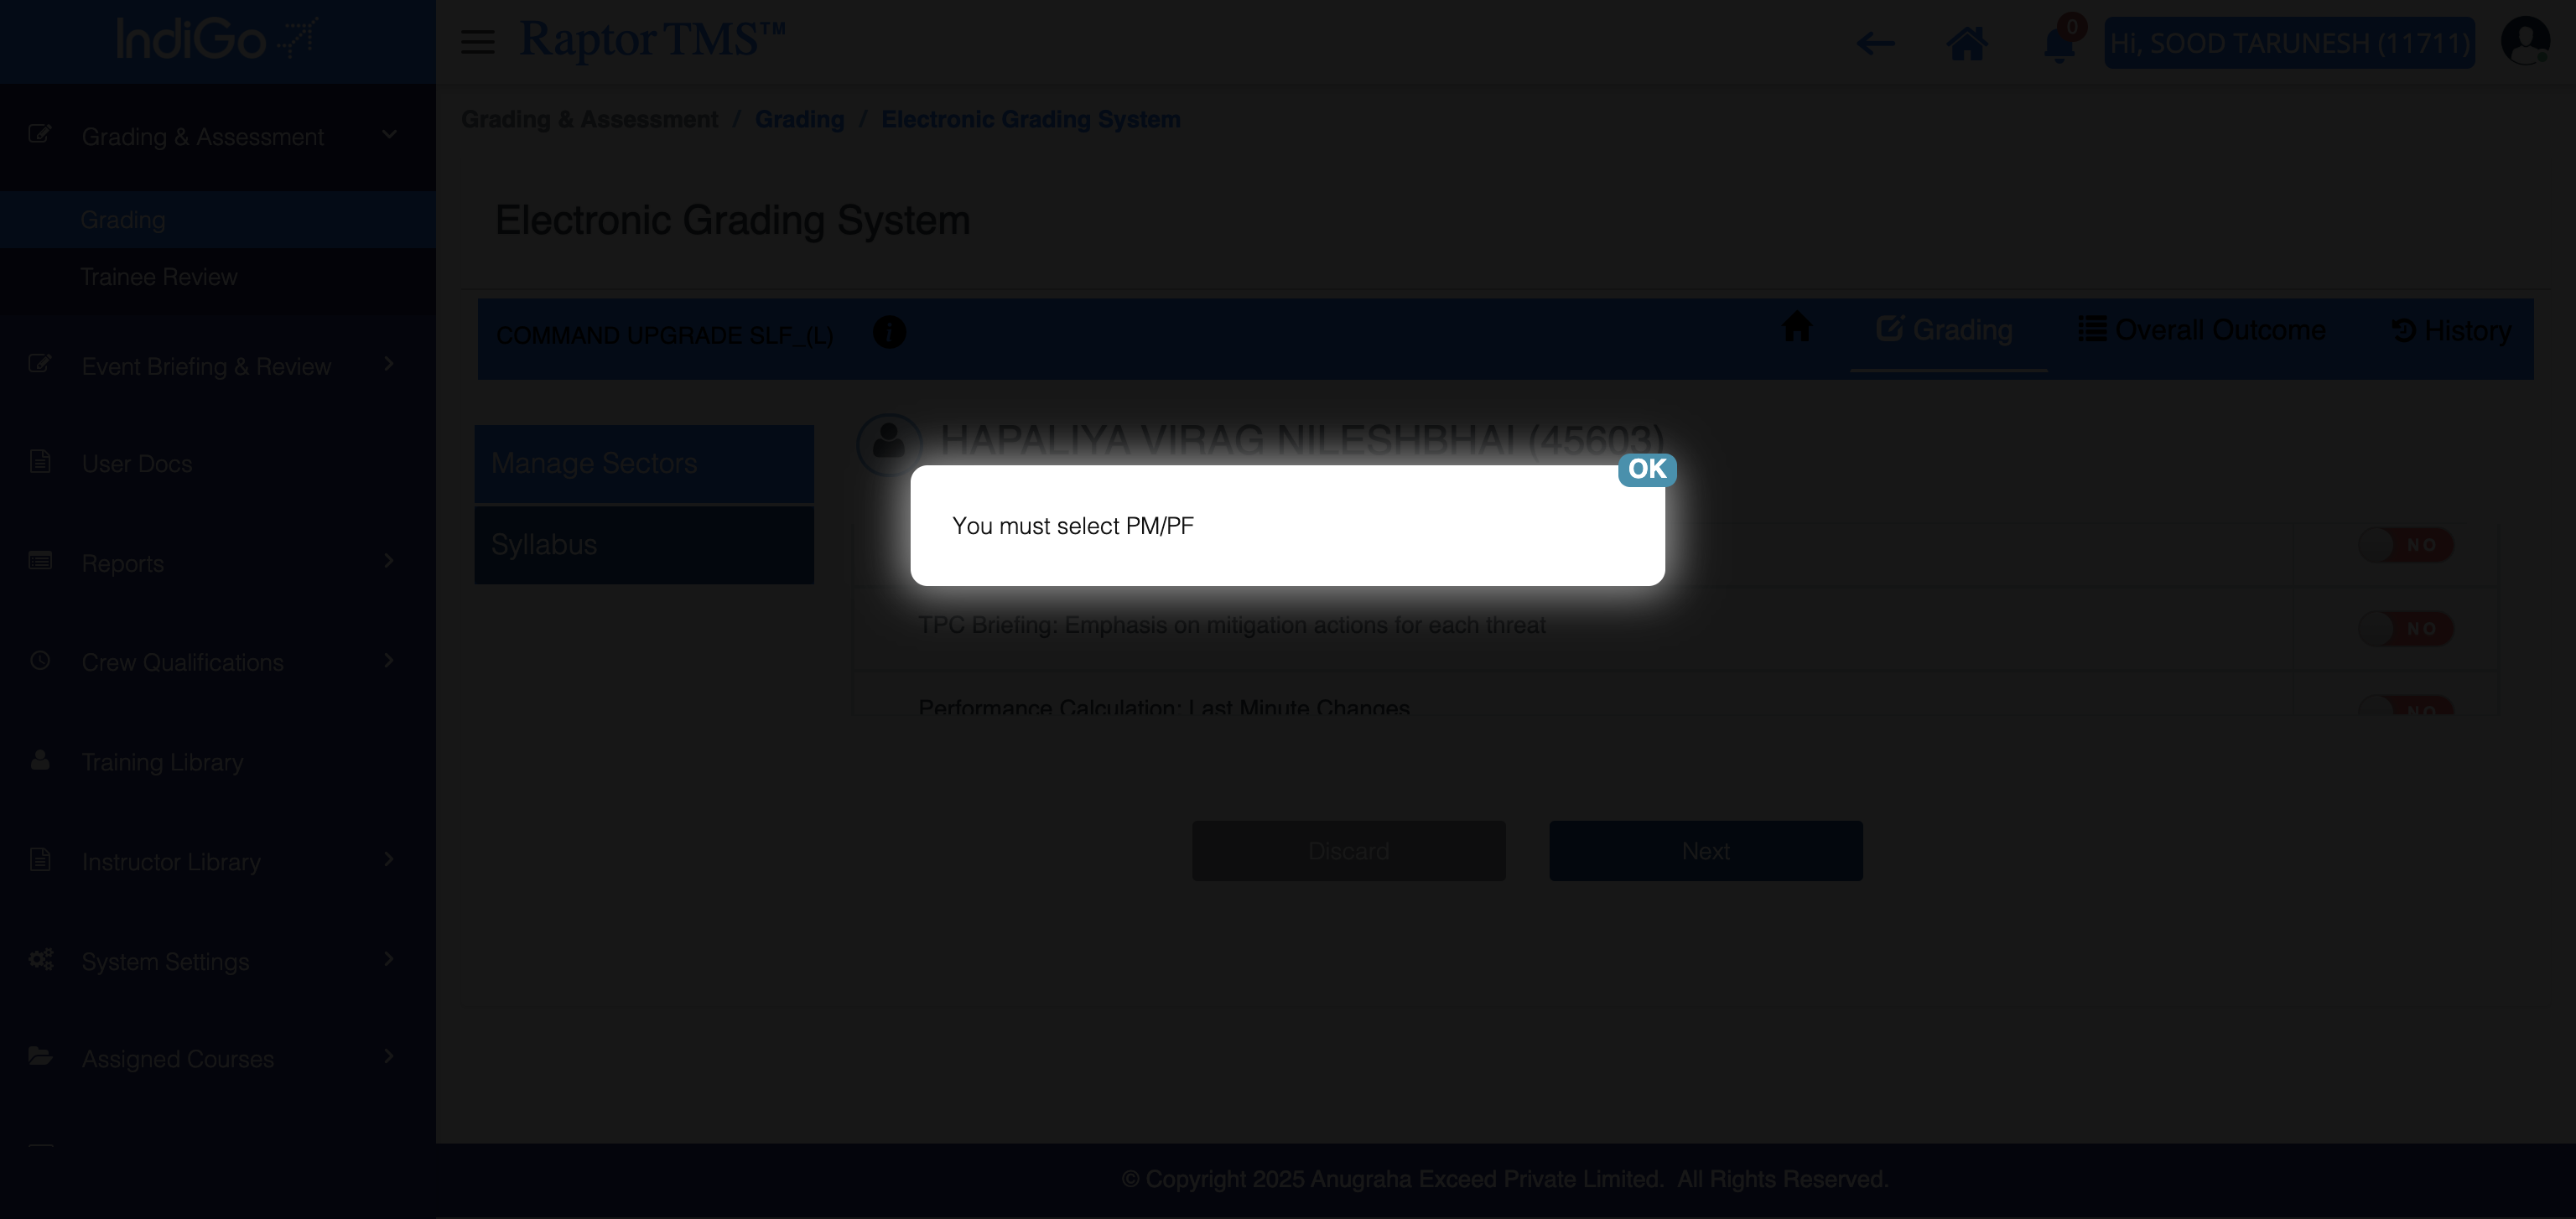 IndiGo
Raptor TMS™
0
Hi, SOOD TARUNESH (11711)
Grading & Assessment
Grading
Trainee Review
Event Briefing & Review
User Docs
Reports
Crew Qualifications
Training Library
Instructor Library
System Settings
Assigned Courses
Grading & Assessment / Grading / Electronic Grading System
Electronic Grading System
COMMAND UPGRADE SLF_(L)
Grading
Overall Outcome
History
Manage Sectors
Syllabus
HAPALIYA VIRAG NILESHBHAI (45603)
OK
You must select PM/PF
NO
TPC Briefing: Emphasis on mitigation actions for each threat
NO
Performance Calculation: Last Minute Changes
NO
Discard
Next
© Copyright 2025 Anugraha Exceed Private Limited. All Rights Reserved.